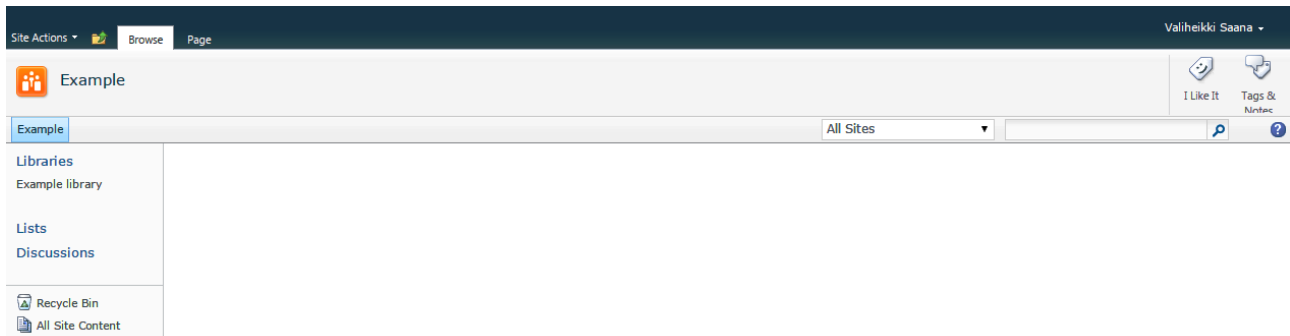 Valiheikki Saana
Site Actions Browse Page
Example
I Like It Tags &
Notes
Example All Sites
Libraries
Example library
Lists
Discussions
Recycle Bin
All Site Content